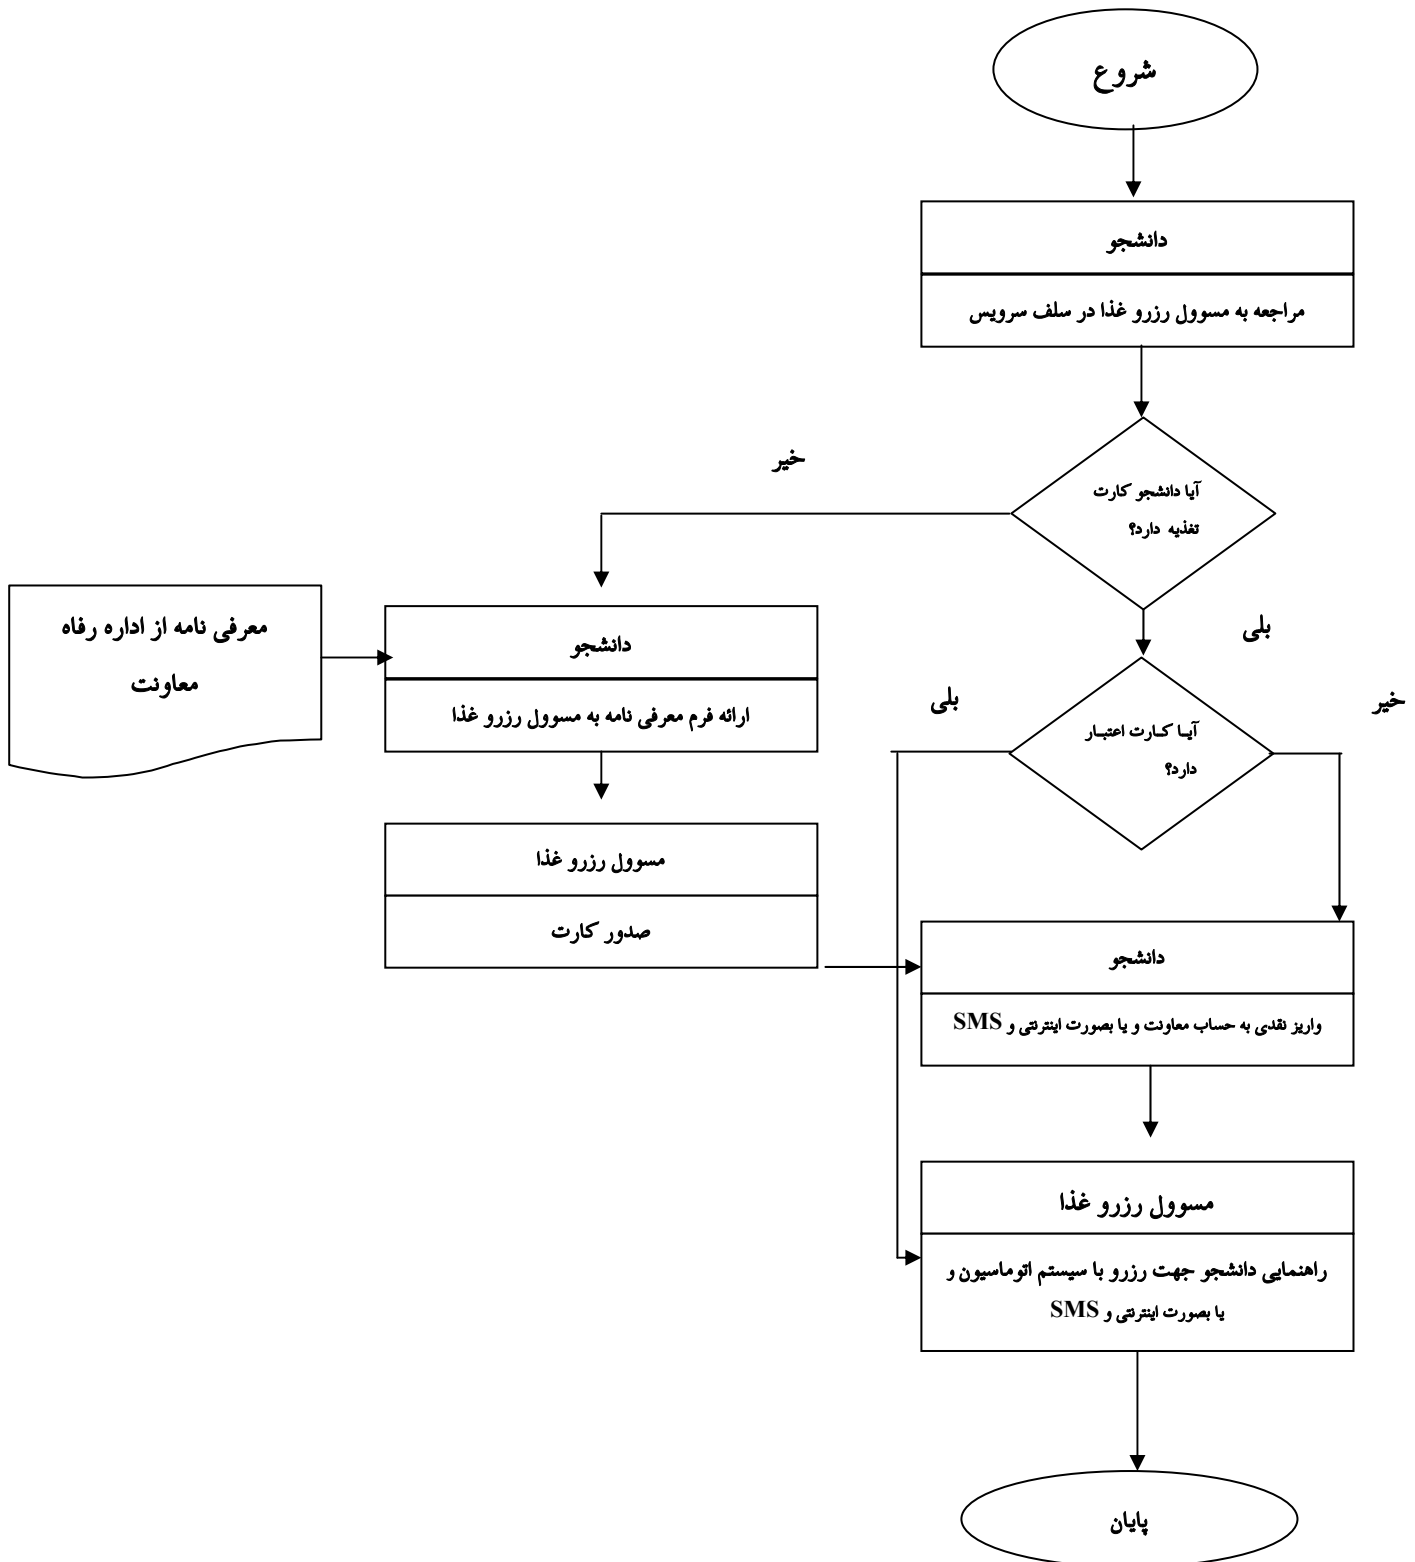 شروع
دانشجو
مراجعه به مسوول رزرو غذا در سلف سرویس
خیر
آیا دانشجو کارت
تغذیه دارد؟
بلی
معرفی نامه از اداره رفاه
معاونت
دانشجو
ارائه فرم معرفی نامه به مسوول رزرو غذا
خیر
بلی
آیـا کـارت اعتبـار
دارد؟
مسوول رزرو غذا
صدور کارت
دانشجو
واریز نقدی به حساب معاونت و یا بصورت اینترنتی و SMS
مسوول رزرو غذا
راهنمایی دانشجو جهت رزرو با سیستم اتوماسیون و
یا بصورت اینترنتی و SMS
پایان